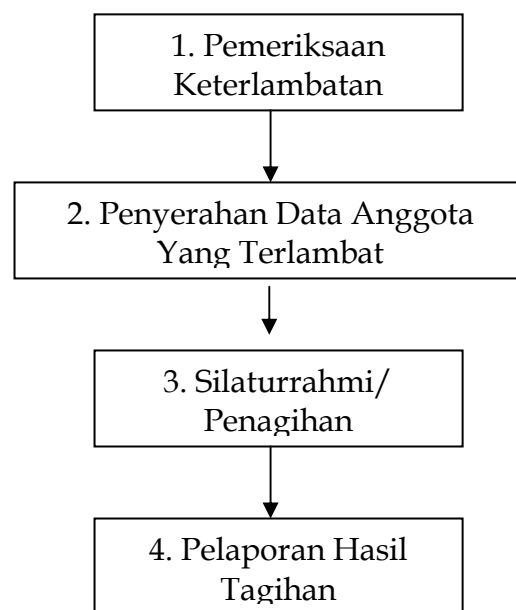 1. Pemeriksaan
Keterlambatan
2. Penyerahan Data Anggota
Yang Terlambat
3. Silaturrahmi/
Penagihan
4. Pelaporan Hasil
Tagihan